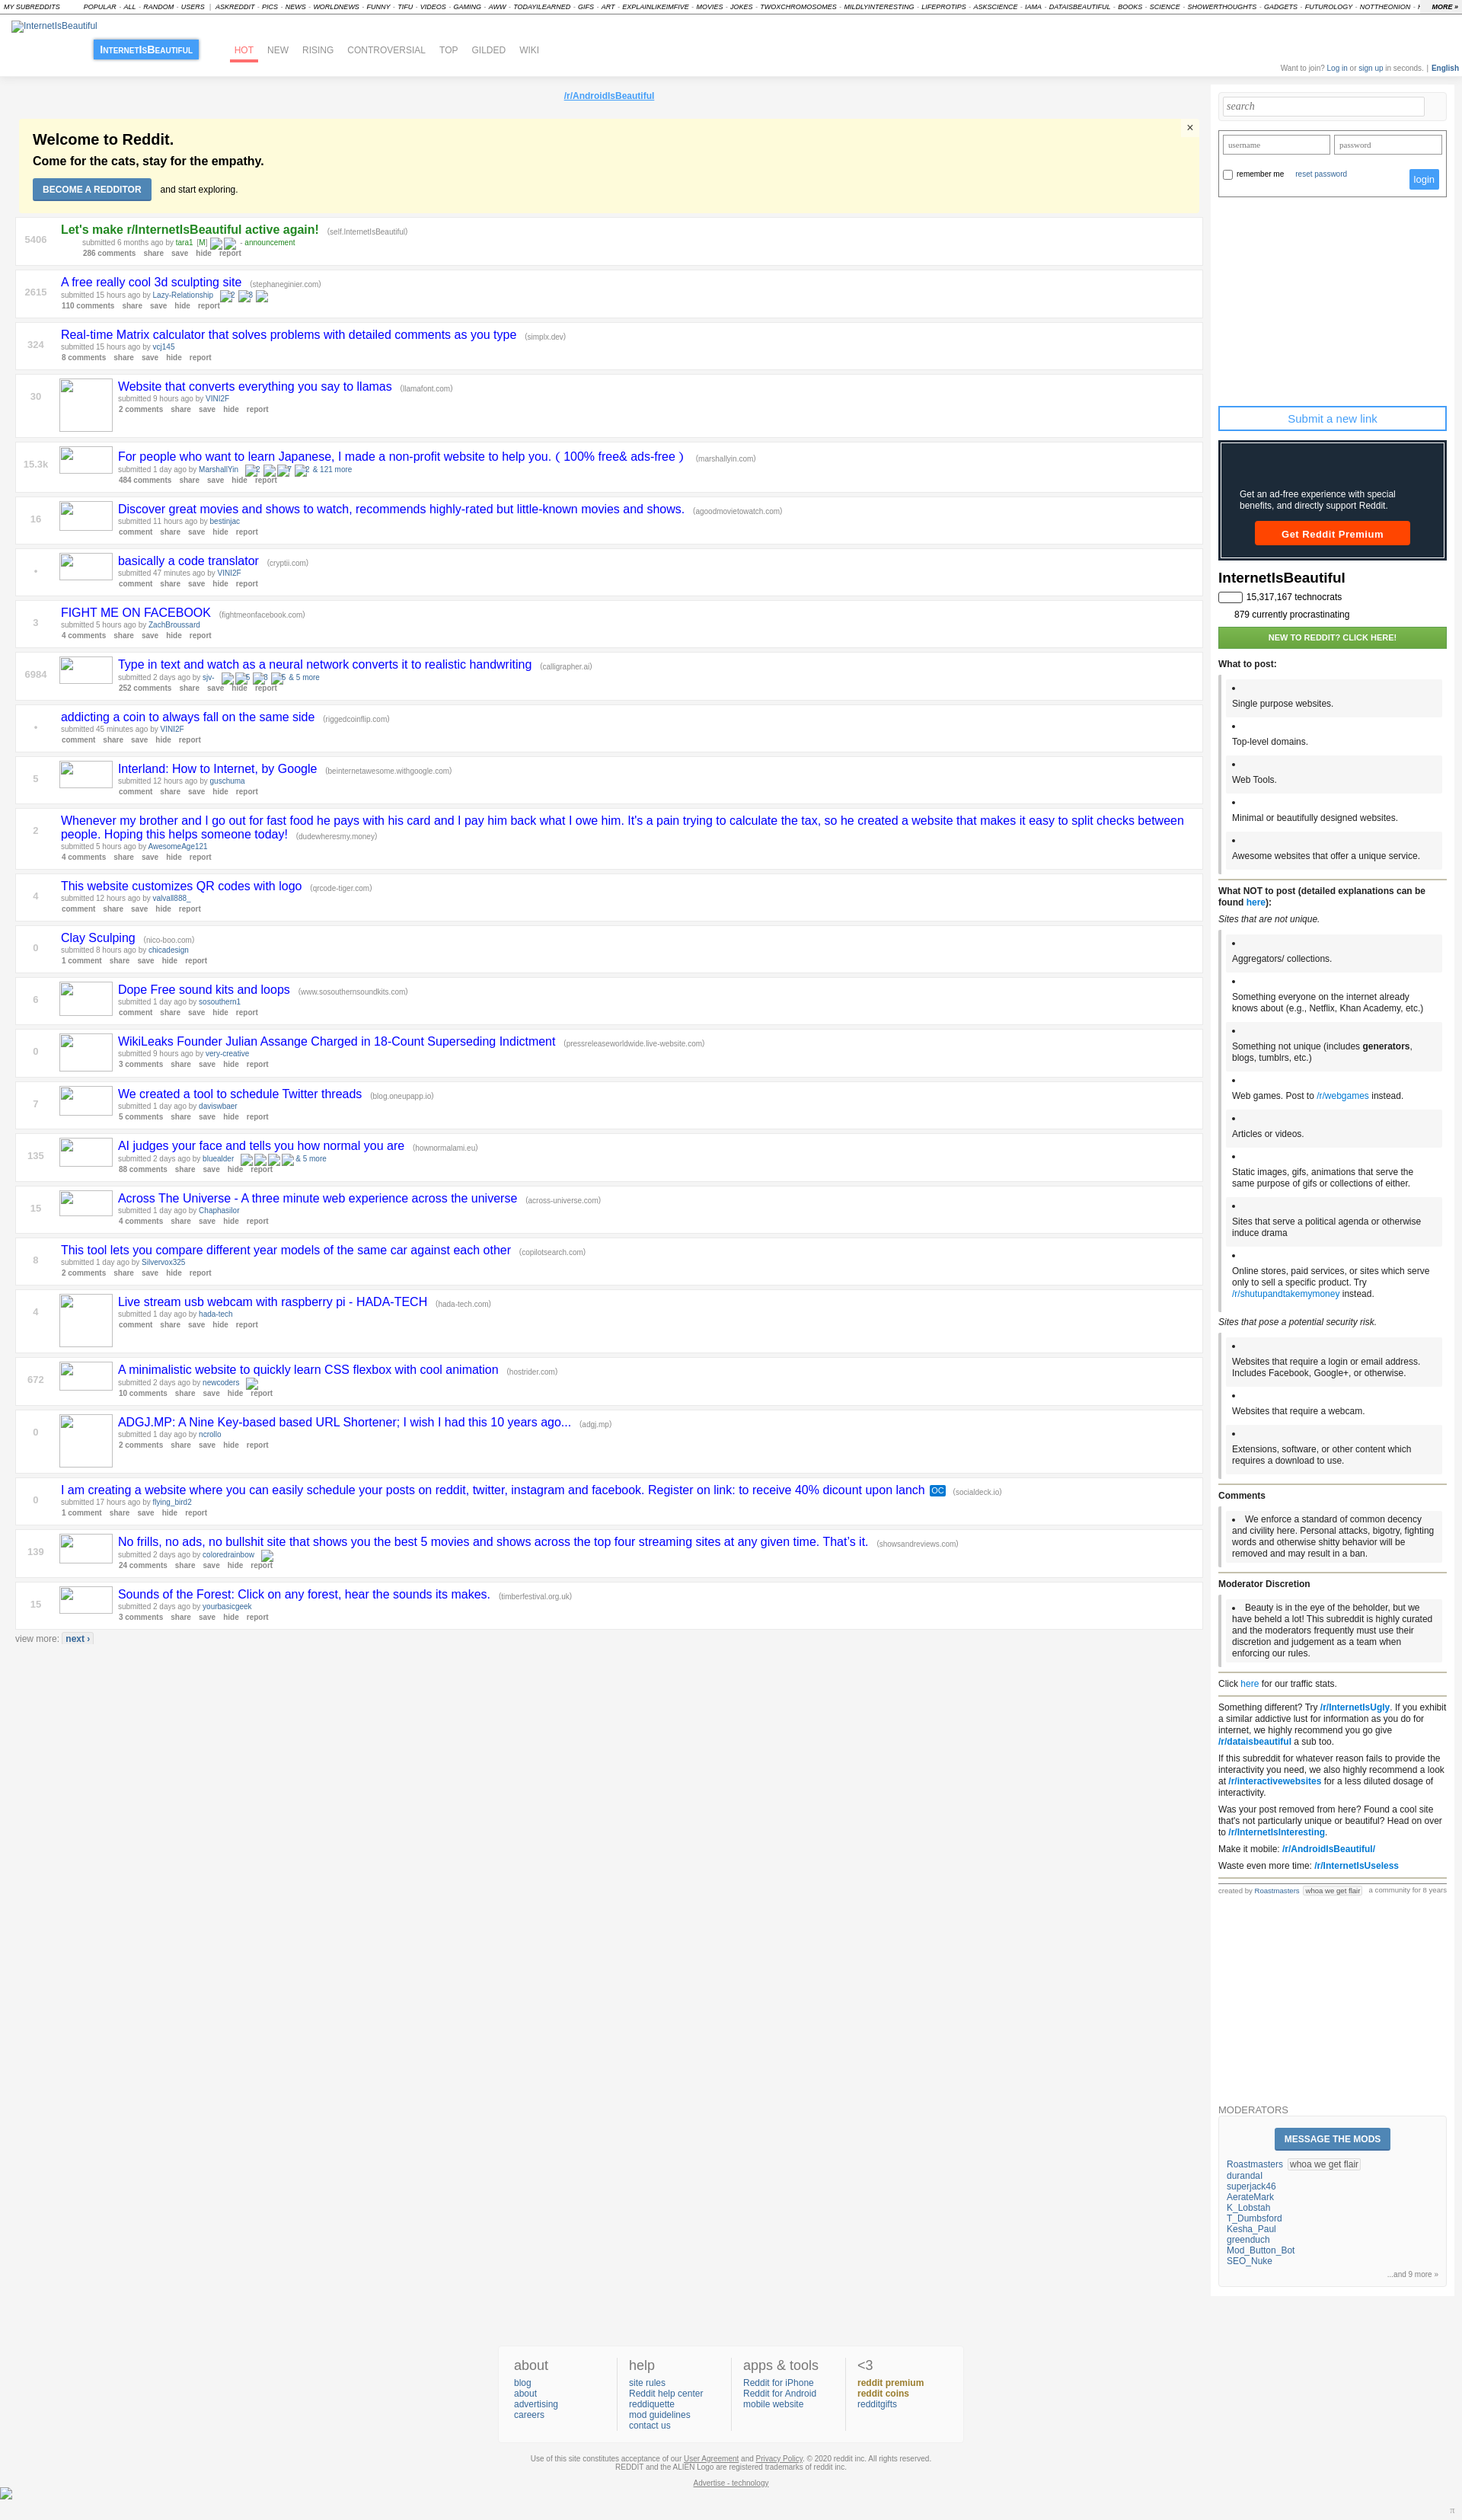 MY SUBREDDITS POPULAR - ALL - RANDOM - USERS | ASKREDDIT - PICS - NEWS - WORLDNEWS - FUNNY - TIFU - VIDEOS - GAMING - AWW - TODAYILEARNED - GIFS - ART - EXPLAINLIKEIMFIVE - MOVIES - JOKES - TWOXCHROMOSOMES - MILDLYINTERESTING - LIFEPROTIPS - ASKSCIENCE - IAMA - DATAISBEAUTIFUL - BOOKS - SCIENCE - SHOWERTHOUGHTS - GADGETS - FUTUROLOGY - NOTTHEONION - MORE »
InternetIsBeautiful
InternetIsBeautiful HOT NEW RISING CONTROVERSIAL TOP GILDED WIKI
Want to join? Log in or sign up in seconds. | English
/r/AndroidIsBeautiful
Welcome to Reddit.
Come for the cats, stay for the empathy.
BECOME A REDDITOR and start exploring.
×
5406
Let's make r/InternetIsBeautiful active again! (self.InternetIsBeautiful)
submitted 6 months ago by tara1 [M] - announcement
286 comments share save hide report
2615
A free really cool 3d sculpting site (stephaneginier.com)
submitted 15 hours ago by Lazy-Relationship 2 3
110 comments share save hide report
324
Real-time Matrix calculator that solves problems with detailed comments as you type (simplx.dev)
submitted 15 hours ago by vcj145
8 comments share save hide report
30
Website that converts everything you say to llamas (llamafont.com)
submitted 9 hours ago by VINI2F
2 comments share save hide report
15.3k
For people who want to learn Japanese, I made a non-profit website to help you. ( 100% free& ads-free ) (marshallyin.com)
submitted 1 day ago by MarshallYin 2 7 2 & 121 more
484 comments share save hide report
16
Discover great movies and shows to watch, recommends highly-rated but little-known movies and shows. (agoodmovietowatch.com)
submitted 11 hours ago by bestinjac
comment share save hide report
•
basically a code translator (cryptii.com)
submitted 47 minutes ago by VINI2F
comment share save hide report
3
FIGHT ME ON FACEBOOK (fightmeonfacebook.com)
submitted 5 hours ago by ZachBroussard
4 comments share save hide report
6984
Type in text and watch as a neural network converts it to realistic handwriting (calligrapher.ai)
submitted 2 days ago by sjv- 5 3 5 & 5 more
252 comments share save hide report
•
addicting a coin to always fall on the same side (riggedcoinflip.com)
submitted 45 minutes ago by VINI2F
comment share save hide report
5
Interland: How to Internet, by Google (beinternetawesome.withgoogle.com)
submitted 12 hours ago by guschuma
comment share save hide report
2
Whenever my brother and I go out for fast food he pays with his card and I pay him back what I owe him. It's a pain trying to calculate the tax, so he created a website that makes it easy to split checks between
people. Hoping this helps someone today! (dudewheresmy.money)
submitted 5 hours ago by AwesomeAge121
4 comments share save hide report
4
This website customizes QR codes with logo (qrcode-tiger.com)
submitted 12 hours ago by valvall888_
comment share save hide report
0
Clay Sculping (nico-boo.com)
submitted 8 hours ago by chicadesign
1 comment share save hide report
6
Dope Free sound kits and loops (www.sosouthernsoundkits.com)
submitted 1 day ago by sosouthern1
comment share save hide report
0
WikiLeaks Founder Julian Assange Charged in 18-Count Superseding Indictment (pressreleaseworldwide.live-website.com)
submitted 9 hours ago by very-creative
3 comments share save hide report
7
We created a tool to schedule Twitter threads (blog.oneupapp.io)
submitted 1 day ago by daviswbaer
5 comments share save hide report
135
AI judges your face and tells you how normal you are (hownormalami.eu)
submitted 2 days ago by bluealder & 5 more
88 comments share save hide report
15
Across The Universe - A three minute web experience across the universe (across-universe.com)
submitted 1 day ago by Chaphasilor
4 comments share save hide report
8
This tool lets you compare different year models of the same car against each other (copilotsearch.com)
submitted 1 day ago by Silvervox325
2 comments share save hide report
4
Live stream usb webcam with raspberry pi - HADA-TECH (hada-tech.com)
submitted 1 day ago by hada-tech
comment share save hide report
672
A minimalistic website to quickly learn CSS flexbox with cool animation (hostrider.com)
submitted 2 days ago by newcoders
10 comments share save hide report
0
ADGJ.MP: A Nine Key-based based URL Shortener; I wish I had this 10 years ago... (adgj.mp)
submitted 1 day ago by ncrollo
2 comments share save hide report
0
I am creating a website where you can easily schedule your posts on reddit, twitter, instagram and facebook. Register on link: to receive 40% dicount upon lanch OC (socialdeck.io)
submitted 17 hours ago by flying_bird2
1 comment share save hide report
139
No frills, no ads, no bullshit site that shows you the best 5 movies and shows across the top four streaming sites at any given time. That's it. (showsandreviews.com)
submitted 2 days ago by coloredrainbow
24 comments share save hide report
15
Sounds of the Forest: Click on any forest, hear the sounds its makes. (timberfestival.org.uk)
submitted 2 days ago by yourbasicgeek
3 comments share save hide report
view more: next ›
search
username password
remember me reset password login
Submit a new link
Get an ad-free experience with special
benefits, and directly support Reddit.
Get Reddit Premium
InternetIsBeautiful
15,317,167 technocrats
879 currently procrastinating
NEW TO REDDIT? CLICK HERE!
What to post:
•
Single purpose websites.
•
Top-level domains.
•
Web Tools.
•
Minimal or beautifully designed websites.
•
Awesome websites that offer a unique service.
What NOT to post (detailed explanations can be
found here):
Sites that are not unique.
•
Aggregators/ collections.
•
Something everyone on the internet already
knows about (e.g., Netflix, Khan Academy, etc.)
•
Something not unique (includes generators,
blogs, tumblrs, etc.)
•
Web games. Post to /r/webgames instead.
•
Articles or videos.
•
Static images, gifs, animations that serve the
same purpose of gifs or collections of either.
•
Sites that serve a political agenda or otherwise
induce drama
•
Online stores, paid services, or sites which serve
only to sell a specific product. Try
/r/shutupandtakemymoney instead.
Sites that pose a potential security risk.
•
Websites that require a login or email address.
Includes Facebook, Google+, or otherwise.
•
Websites that require a webcam.
•
Extensions, software, or other content which
requires a download to use.
Comments
• We enforce a standard of common decency
and civility here. Personal attacks, bigotry, fighting
words and otherwise shitty behavior will be
removed and may result in a ban.
Moderator Discretion
• Beauty is in the eye of the beholder, but we
have beheld a lot! This subreddit is highly curated
and the moderators frequently must use their
discretion and judgement as a team when
enforcing our rules.
Click here for our traffic stats.
Something different? Try /r/InternetIsUgly. If you exhibit
a similar addictive lust for information as you do for
internet, we highly recommend you go give
/r/dataisbeautiful a sub too.
If this subreddit for whatever reason fails to provide the
interactivity you need, we also highly recommend a look
at /r/interactivewebsites for a less diluted dosage of
interactivity.
Was your post removed from here? Found a cool site
that's not particularly unique or beautiful? Head on over
to /r/InternetIsInteresting.
Make it mobile: /r/AndroidIsBeautiful/
Waste even more time: /r/InternetIsUseless
created by Roastmasters whoa we get flair a community for 8 years
MODERATORS
MESSAGE THE MODS
Roastmasters whoa we get flair
durandal
superjack46
AerateMark
K_Lobstah
T_Dumbsford
Kesha_Paul
greenduch
Mod_Button_Bot
SEO_Nuke
...and 9 more »
about
blog
about
advertising
careers
help
site rules
Reddit help center
reddiquette
mod guidelines
contact us
apps & tools
Reddit for iPhone
Reddit for Android
mobile website
<3
reddit premium
reddit coins
redditgifts
Use of this site constitutes acceptance of our User Agreement and Privacy Policy. © 2020 reddit inc. All rights reserved.
REDDIT and the ALIEN Logo are registered trademarks of reddit inc.
Advertise - technology
π